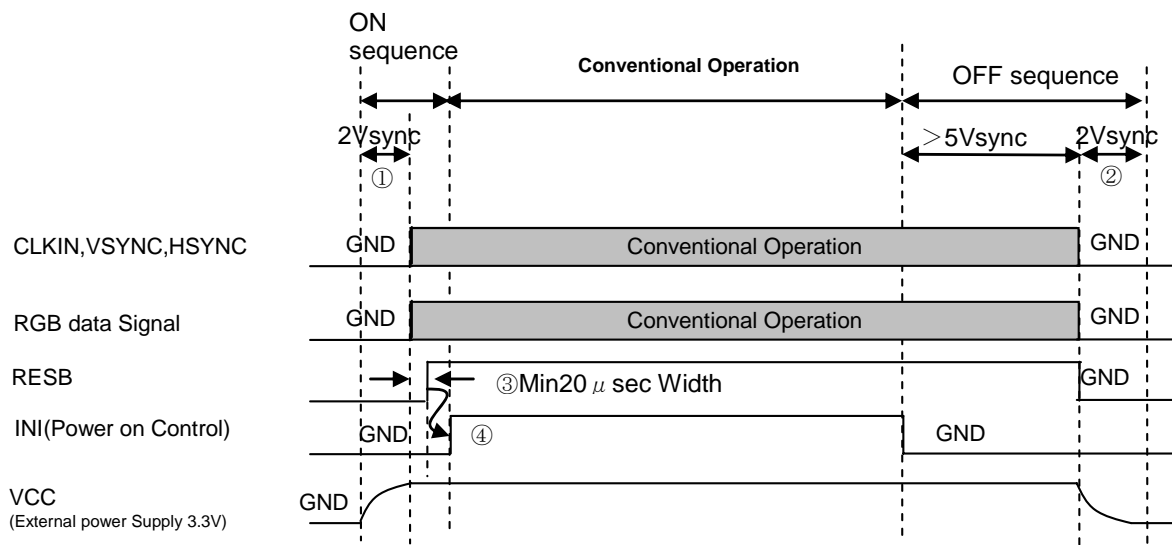 ON
sequence
Conventional Operation
OFF sequence
2Vsync
＞5Vsync
2Vsync
①
②
CLKIN,VSYNC,HSYNC
GND
Conventional Operation
GND
RGB data Signal
GND
Conventional Operation
GND
RESB
③Min20 μ sec Width
GND
INI(Power on Control)
GND
④
GND
VCC
GND
(External power Supply 3.3V)